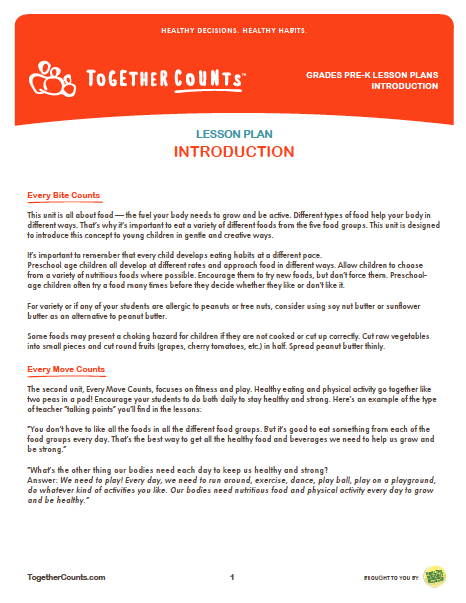 HEALTHY DECISIONS. HEALTHY HABITS.
TOGETHER COUNTS™
GRADES PRE-K LESSON PLANS
INTRODUCTION
LESSON PLAN
INTRODUCTION
Every Bite Counts
This unit is all about food — the fuel your body needs to grow and be active. Different types of food help your body in
different ways. That's why it's important to eat a variety of different foods from the five food groups. This unit is designed
to introduce this concept to young children in gentle and creative ways.
It's important to remember that every child develops eating habits at a different pace.
Preschool age children all develop at different rates and approach food in different ways. Allow children to choose
from a variety of nutritious foods where possible. Encourage them to try new foods, but don't force them. Preschool-
age children often try a food many times before they decide whether they like or don't like it.
For variety or if any of your students are allergic to peanuts or tree nuts, consider using soy nut butter or sunflower
butter as an alternative to peanut butter.
Some foods may present a choking hazard for children if they are not cooked or cut up correctly. Cut raw vegetables
into small pieces and cut round fruits (grapes, cherry tomatoes, etc.) in half. Spread peanut butter thinly.
Every Move Counts
The second unit, Every Move Counts, focuses on fitness and play. Healthy eating and physical activity go together like
two peas in a pod! Encourage your students to do both daily to stay healthy and strong. Here's an example of the type
of teacher "talking points" you'll find in the lessons:
"You don't have to like all the foods in all the different food groups. But it's good to eat something from each of the
food groups every day. That's the best way to get all the healthy food and beverages we need to help us grow and
be strong."
"What's the other thing our bodies need each day to keep us healthy and strong?
Answer: We need to play! Every day, we need to run around, exercise, dance, play ball, play on a playground,
do whatever kind of activities you like. Our bodies need nutritious food and physical activity every day to grow
and be healthy."
TogetherCounts.com
1
BROUGHT TO YOU BY